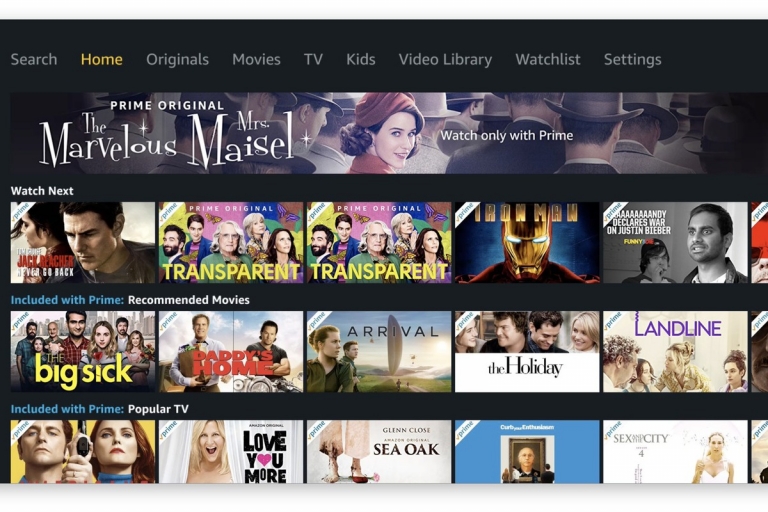 Search Home Originals Movies TV Kids Video Library Watchlist Settings
PRIME ORIGINAL
The Marvelous Mrs. Maisel
Watch only with Prime
Watch Next
prime
JACK REACHER
NEVER GO BACK
prime
PRIME ORIGINAL
TRANSPARENT
prime
PRIME ORIGINAL
TRANSPARENT
IRON MAN
prime
AAAAAAAANDY
DECLARES WAR
ON JUSTIN BIEBER
FUNNY OR DIE
Included with Prime: Recommended Movies
prime
THE
big sick
prime
DADDY'S
HOME
prime
ARRIVAL
prime
the Holiday
prime
LANDLINE
Included with Prime: Popular TV
prime
prime
AMAZON ORIGINAL
LOVE
YOU
MORE
prime
GLENN CLOSE
AMAZON ORIGINAL
SEA OAK
prime
Curb your Enthusiasm
prime
SEX AND THE CITY
4